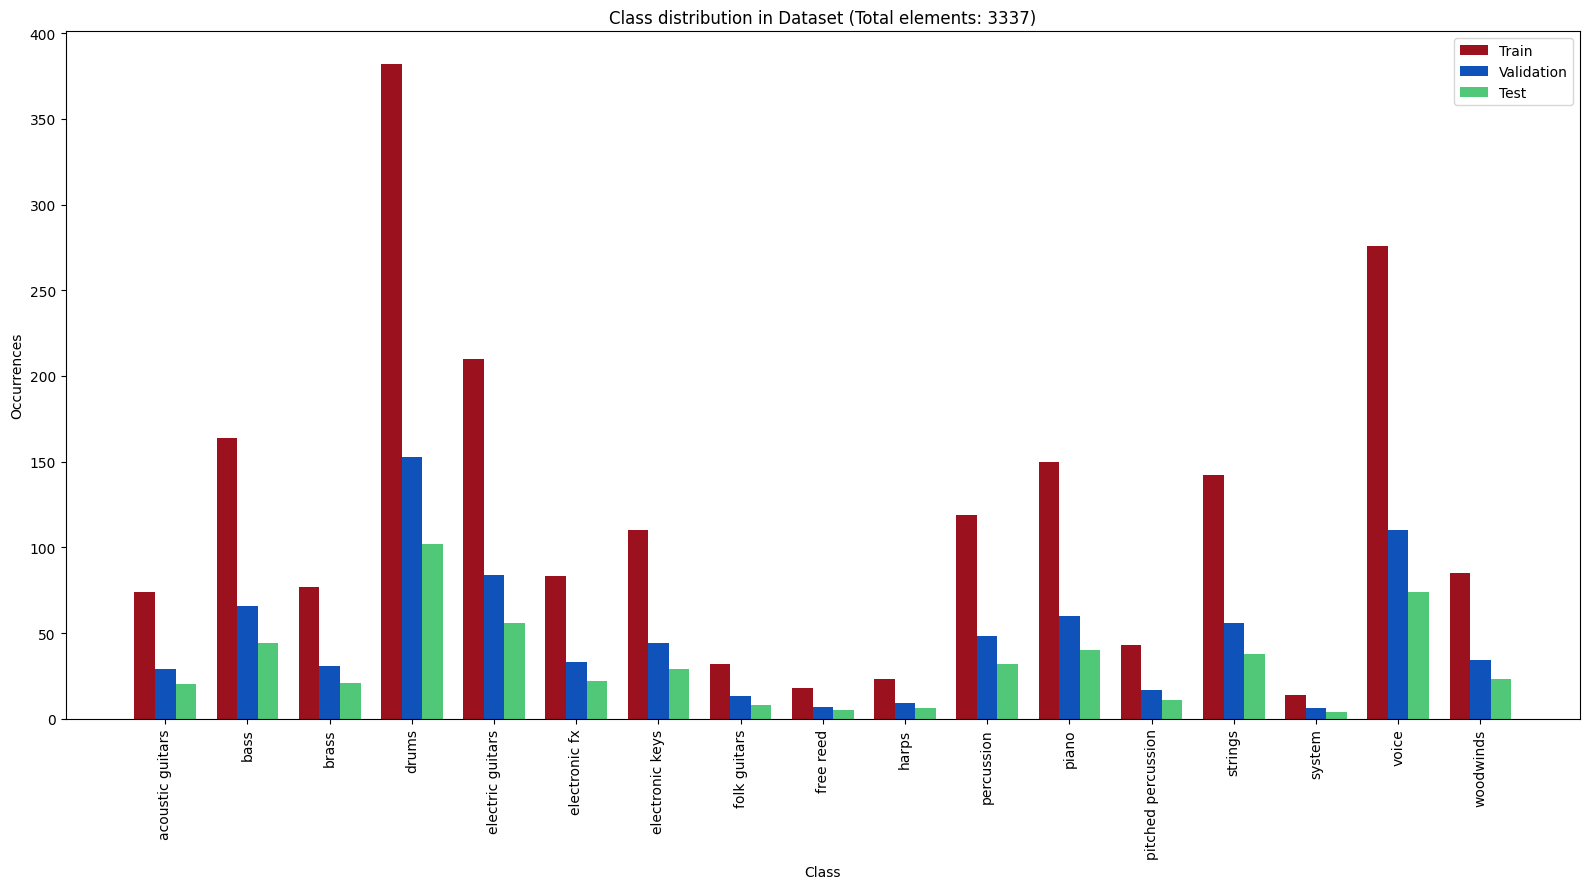 Class distribution in Dataset (Total elements: 3337)
Train
Validation
Test
Occurrences
400
350
300
250
200
150
100
50
0
acoustic guitars
bass
brass
drums
electric guitars
electronic fx
electronic keys
folk guitars
free reed
harps
percussion
piano
pitched percussion
strings
system
voice
woodwinds
Class